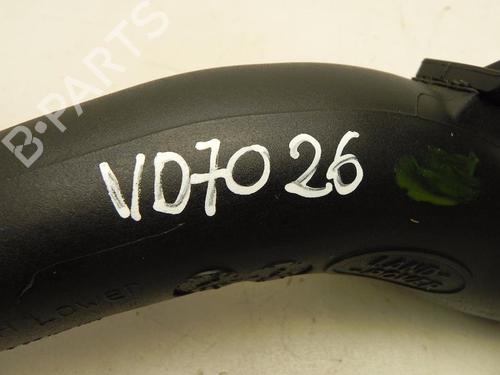 B-PARTS
VD70 26
LAND
ROVER
H Lower